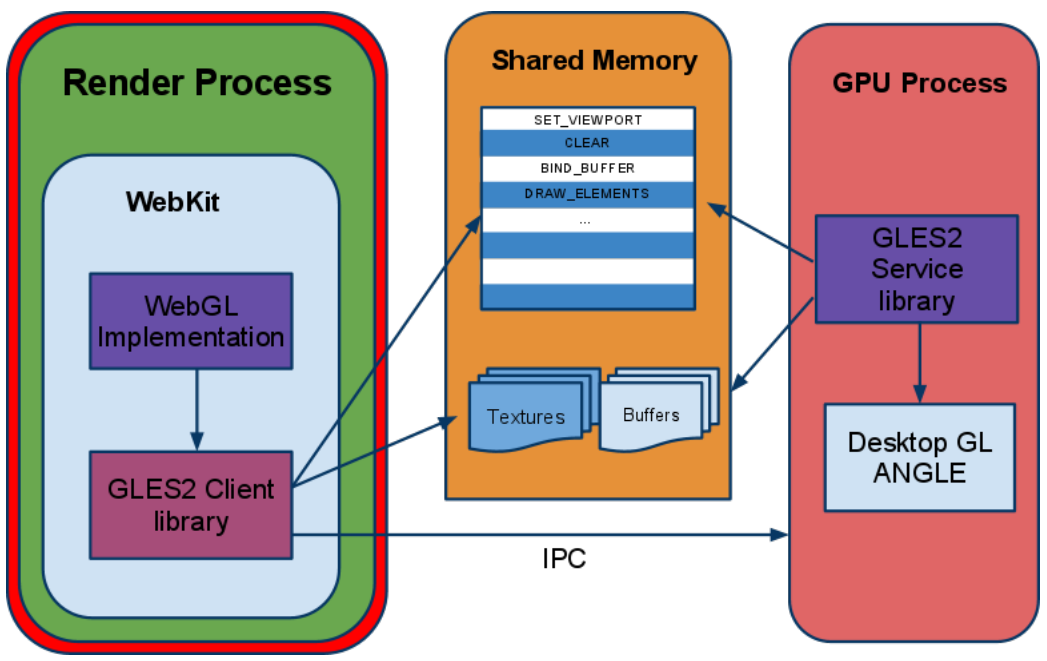 Render Process
WebKit
WebGL
Implementation
GLES2 Client
library
Shared Memory
SET_VIEWPORT
CLEAR
BIND_BUFFER
DRAW_ELEMENTS
...
Textures
Buffers
IPC
GPU Process
GLES2
Service
library
Desktop GL
ANGLE